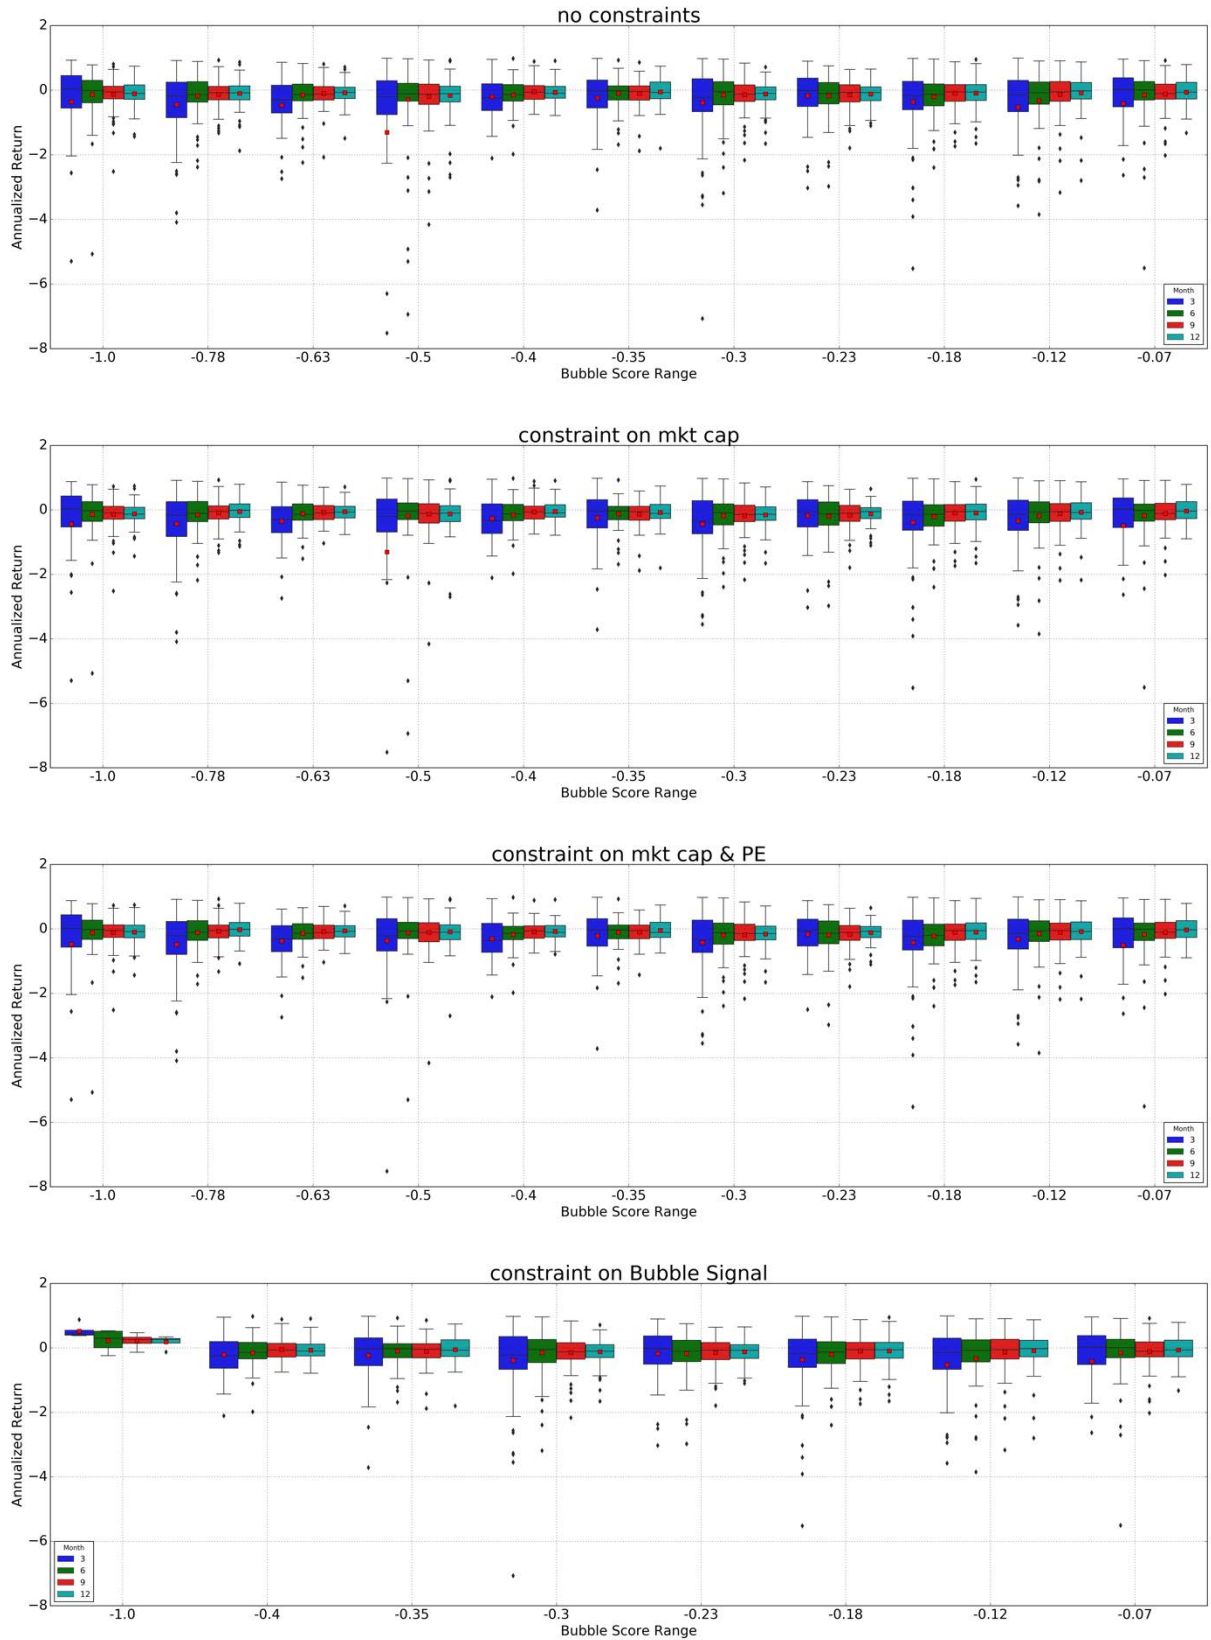 no constraints
2
0
−2
−4
−6
−8
Annualized Return
Month
3
6
9
12
-1.0 -0.78 -0.63 -0.5 -0.4 -0.35 -0.3 -0.23 -0.18 -0.12 -0.07
Bubble Score Range
constraint on mkt cap
2
0
−2
−4
−6
−8
Annualized Return
Month
3
6
9
12
-1.0 -0.78 -0.63 -0.5 -0.4 -0.35 -0.3 -0.23 -0.18 -0.12 -0.07
Bubble Score Range
constraint on mkt cap & PE
2
0
−2
−4
−6
−8
Annualized Return
Month
3
6
9
12
-1.0 -0.78 -0.63 -0.5 -0.4 -0.35 -0.3 -0.23 -0.18 -0.12 -0.07
Bubble Score Range
constraint on Bubble Signal
2
0
−2
−4
−6
−8
Annualized Return
Month
3
6
9
12
-1.0 -0.4 -0.35 -0.3 -0.23 -0.18 -0.12 -0.07
Bubble Score Range